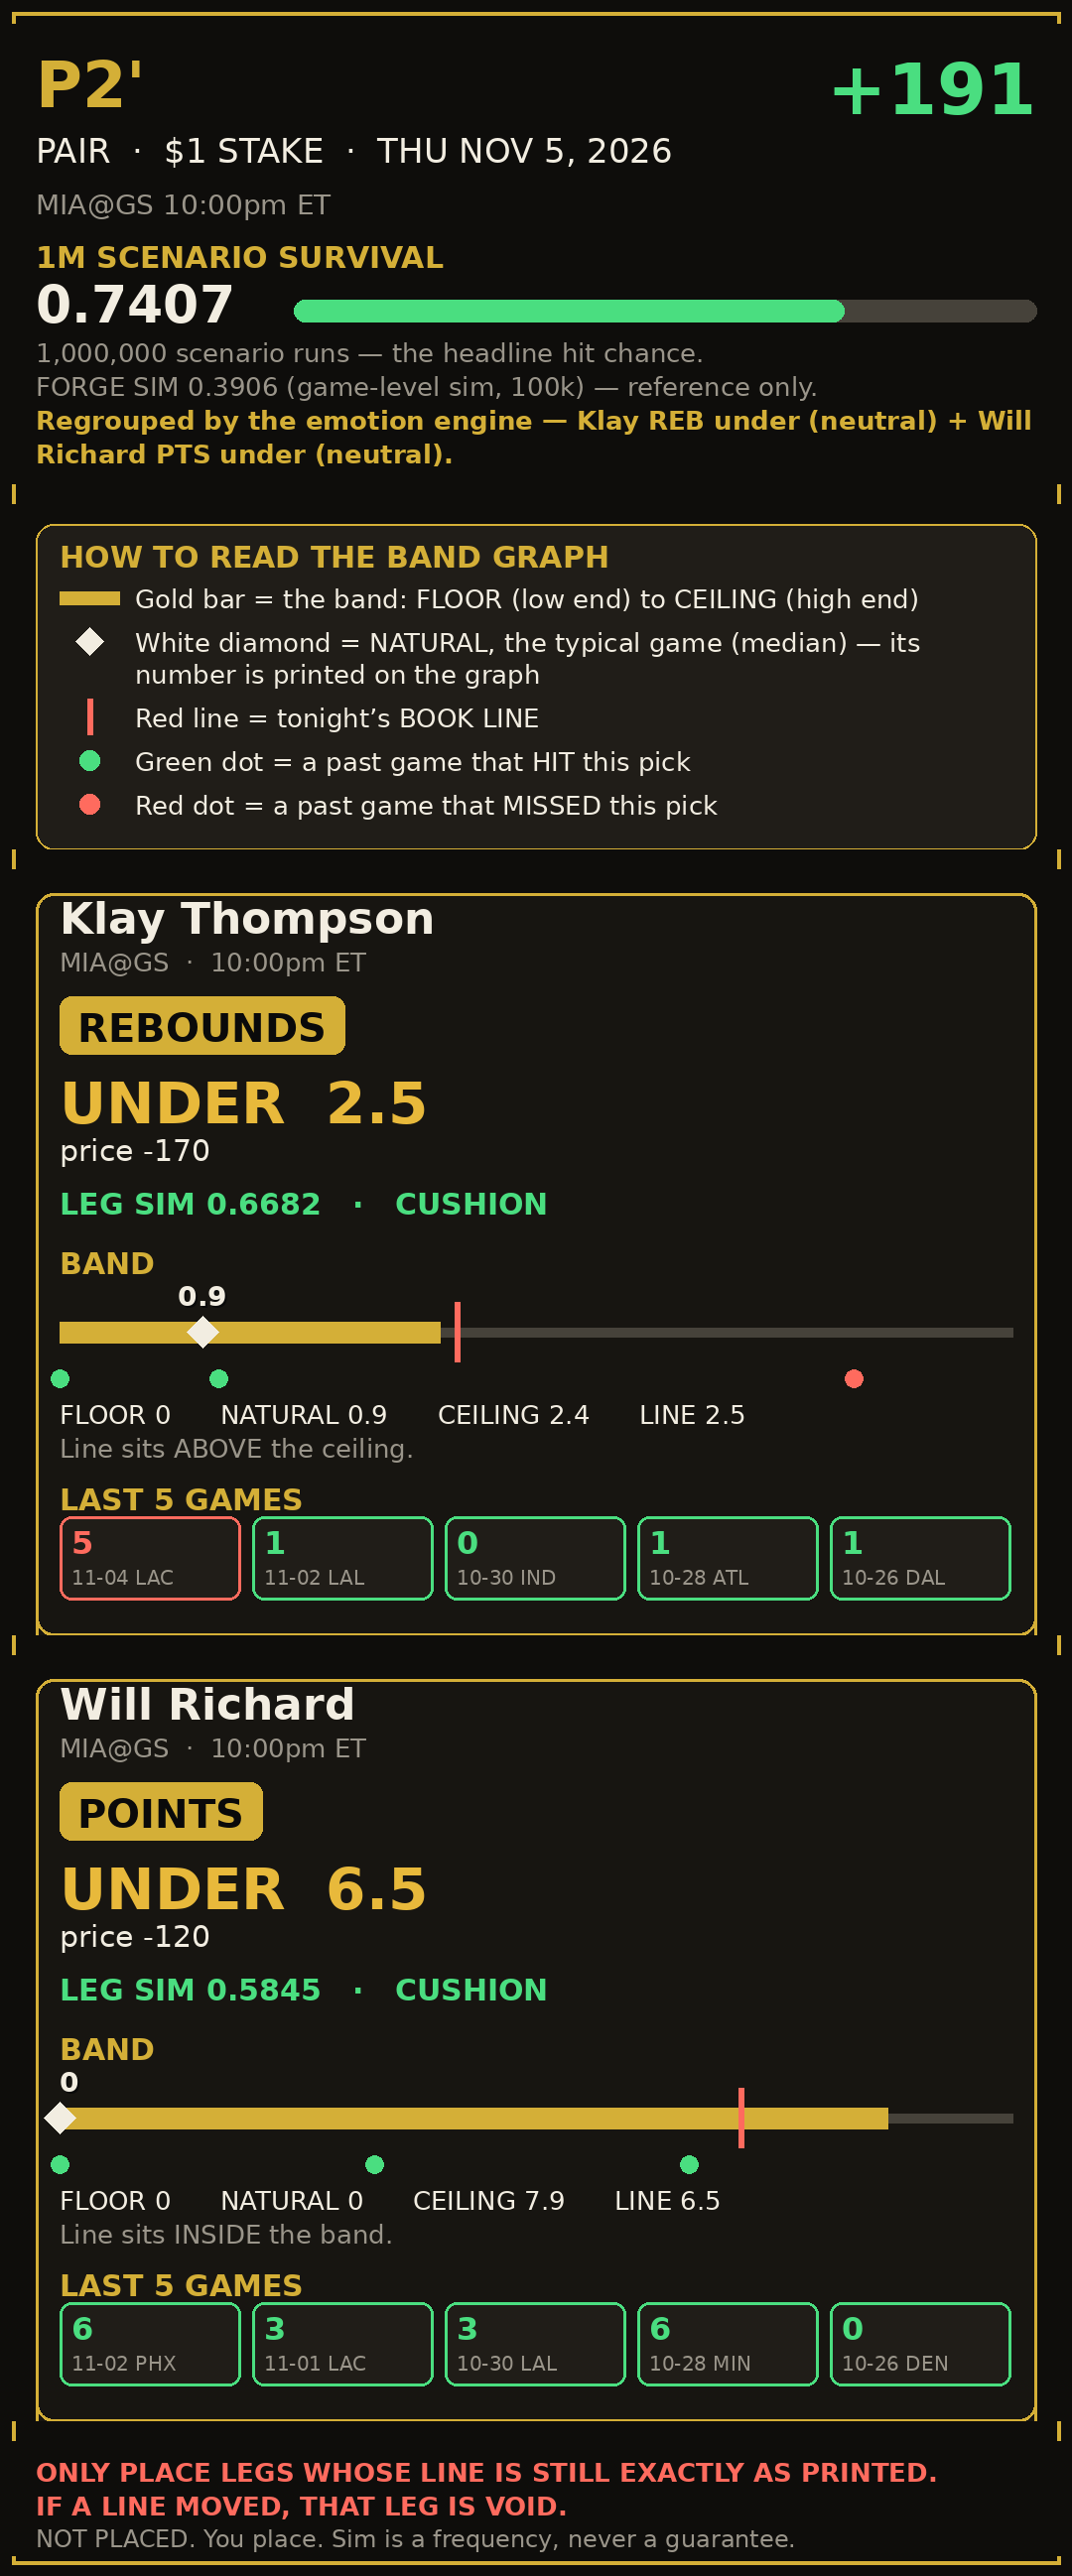 P2'
+191
PAIR · $1 STAKE · THU NOV 5, 2026
MIA@GS 10:00pm ET
1M SCENARIO SURVIVAL
0.7407
1,000,000 scenario runs — the headline hit chance.
FORGE SIM 0.3906 (game-level sim, 100k) — reference only.
Regrouped by the emotion engine — Klay REB under (neutral) + Will
Richard PTS under (neutral).
HOW TO READ THE BAND GRAPH
Gold bar = the band: FLOOR (low end) to CEILING (high end)
White diamond = NATURAL, the typical game (median) — its
number is printed on the graph
Red line = tonight’s BOOK LINE
Green dot = a past game that HIT this pick
Red dot = a past game that MISSED this pick
Klay Thompson
MIA@GS · 10:00pm ET
REBOUNDS
UNDER 2.5
price -170
LEG SIM 0.6682 · CUSHION
BAND
0.9
FLOOR 0 NATURAL 0.9 CEILING 2.4 LINE 2.5
Line sits ABOVE the ceiling.
LAST 5 GAMES
5 1 0 1 1
11-04 LAC 11-02 LAL 10-30 IND 10-28 ATL 10-26 DAL
Will Richard
MIA@GS · 10:00pm ET
POINTS
UNDER 6.5
price -120
LEG SIM 0.5845 · CUSHION
BAND
0
FLOOR 0 NATURAL 0 CEILING 7.9 LINE 6.5
Line sits INSIDE the band.
LAST 5 GAMES
6 3 3 6 0
11-02 PHX 11-01 LAC 10-30 LAL 10-28 MIN 10-26 DEN
ONLY PLACE LEGS WHOSE LINE IS STILL EXACTLY AS PRINTED.
IF A LINE MOVED, THAT LEG IS VOID.
NOT PLACED. You place. Sim is a frequency, never a guarantee.